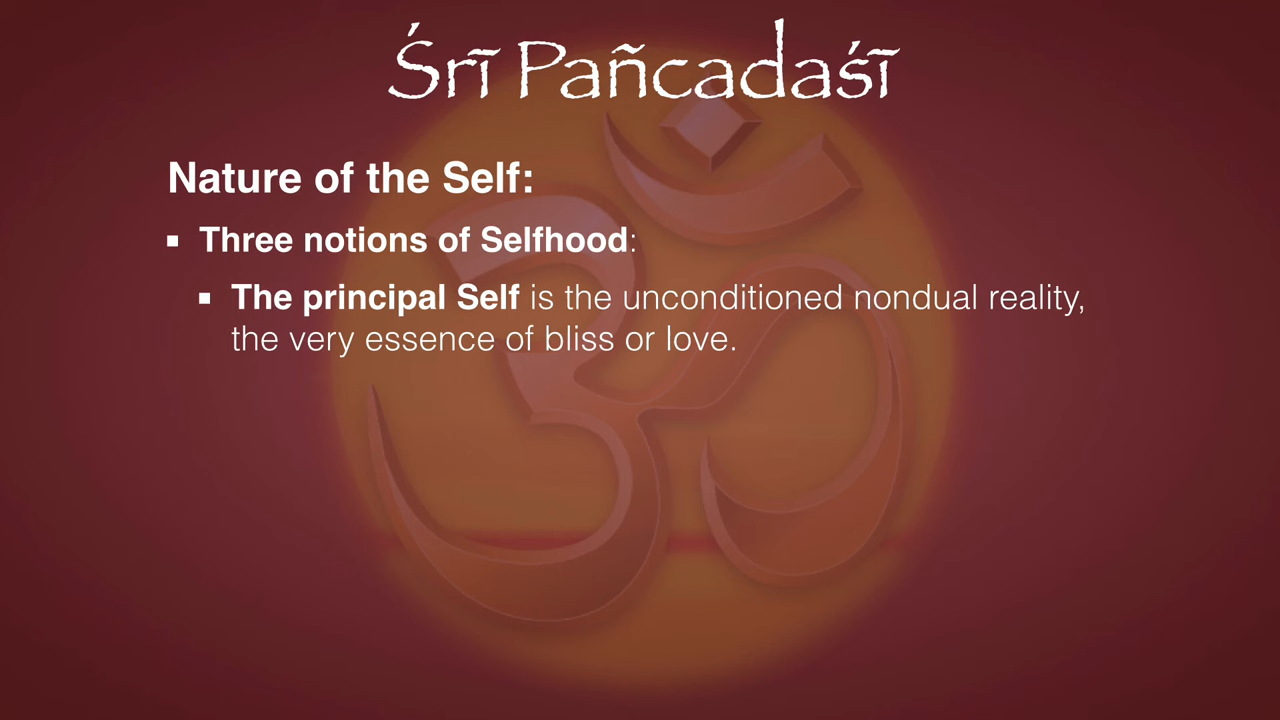 Śrī Pañcadaśī
Nature of the Self:
▪ Three notions of Selfhood:
▪ The principal Self is the unconditioned nondual reality,
the very essence of bliss or love.
ॐ